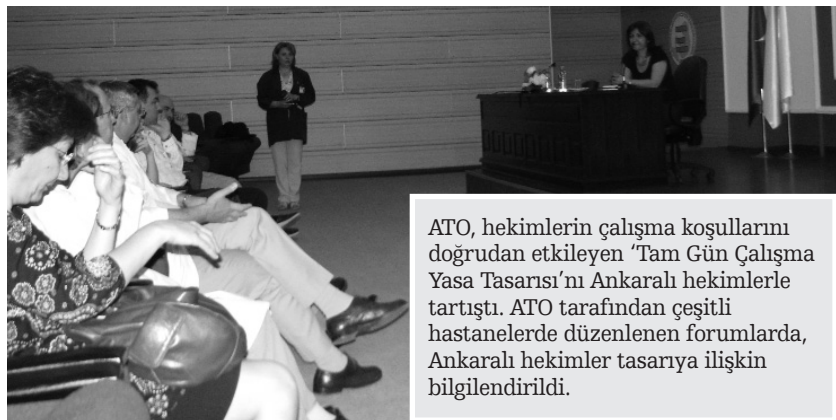 ATO, hekimlerin çalışma koşullarını
doğrudan etkileyen ‘Tam Gün Çalışma
Yasa Tasarısı’nı Ankaralı hekimlerle
tartıştı. ATO tarafından çeşitli
hastanelerde düzenlenen forumlarda,
Ankaralı hekimler tasarıya ilişkin
bilgilendirildi.